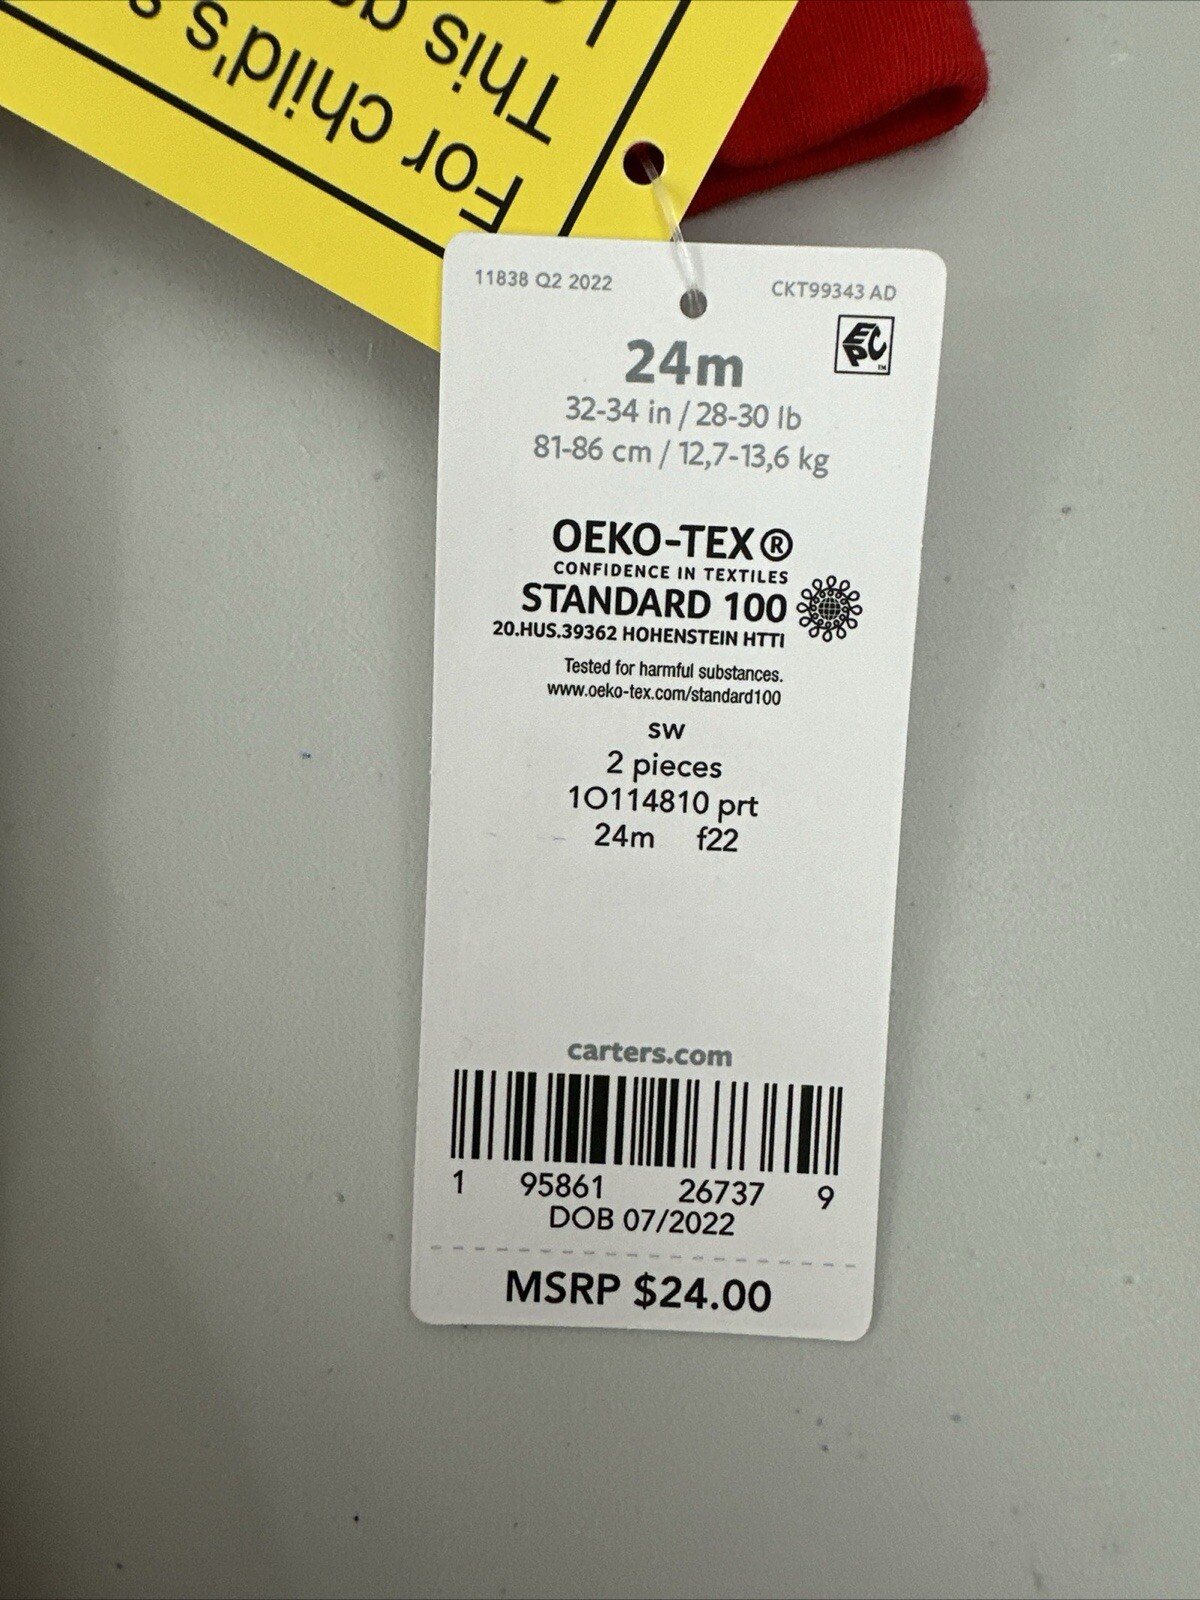 For child's s
This ga
11838 Q2 2022
CKT99343 AD
EPC™
24m
32-34 in / 28-30 lb
81-86 cm / 12,7-13,6 kg
OEKO-TEX®
CONFIDENCE IN TEXTILES
STANDARD 100
20.HUS.39362 HOHENSTEIN HTTI
Tested for harmful substances.
www.oeko-tex.com/standard100
sw
2 pieces
1O114810 prt
24m f22
carters.com
1 95861 26737 9
DOB 07/2022
MSRP $24.00